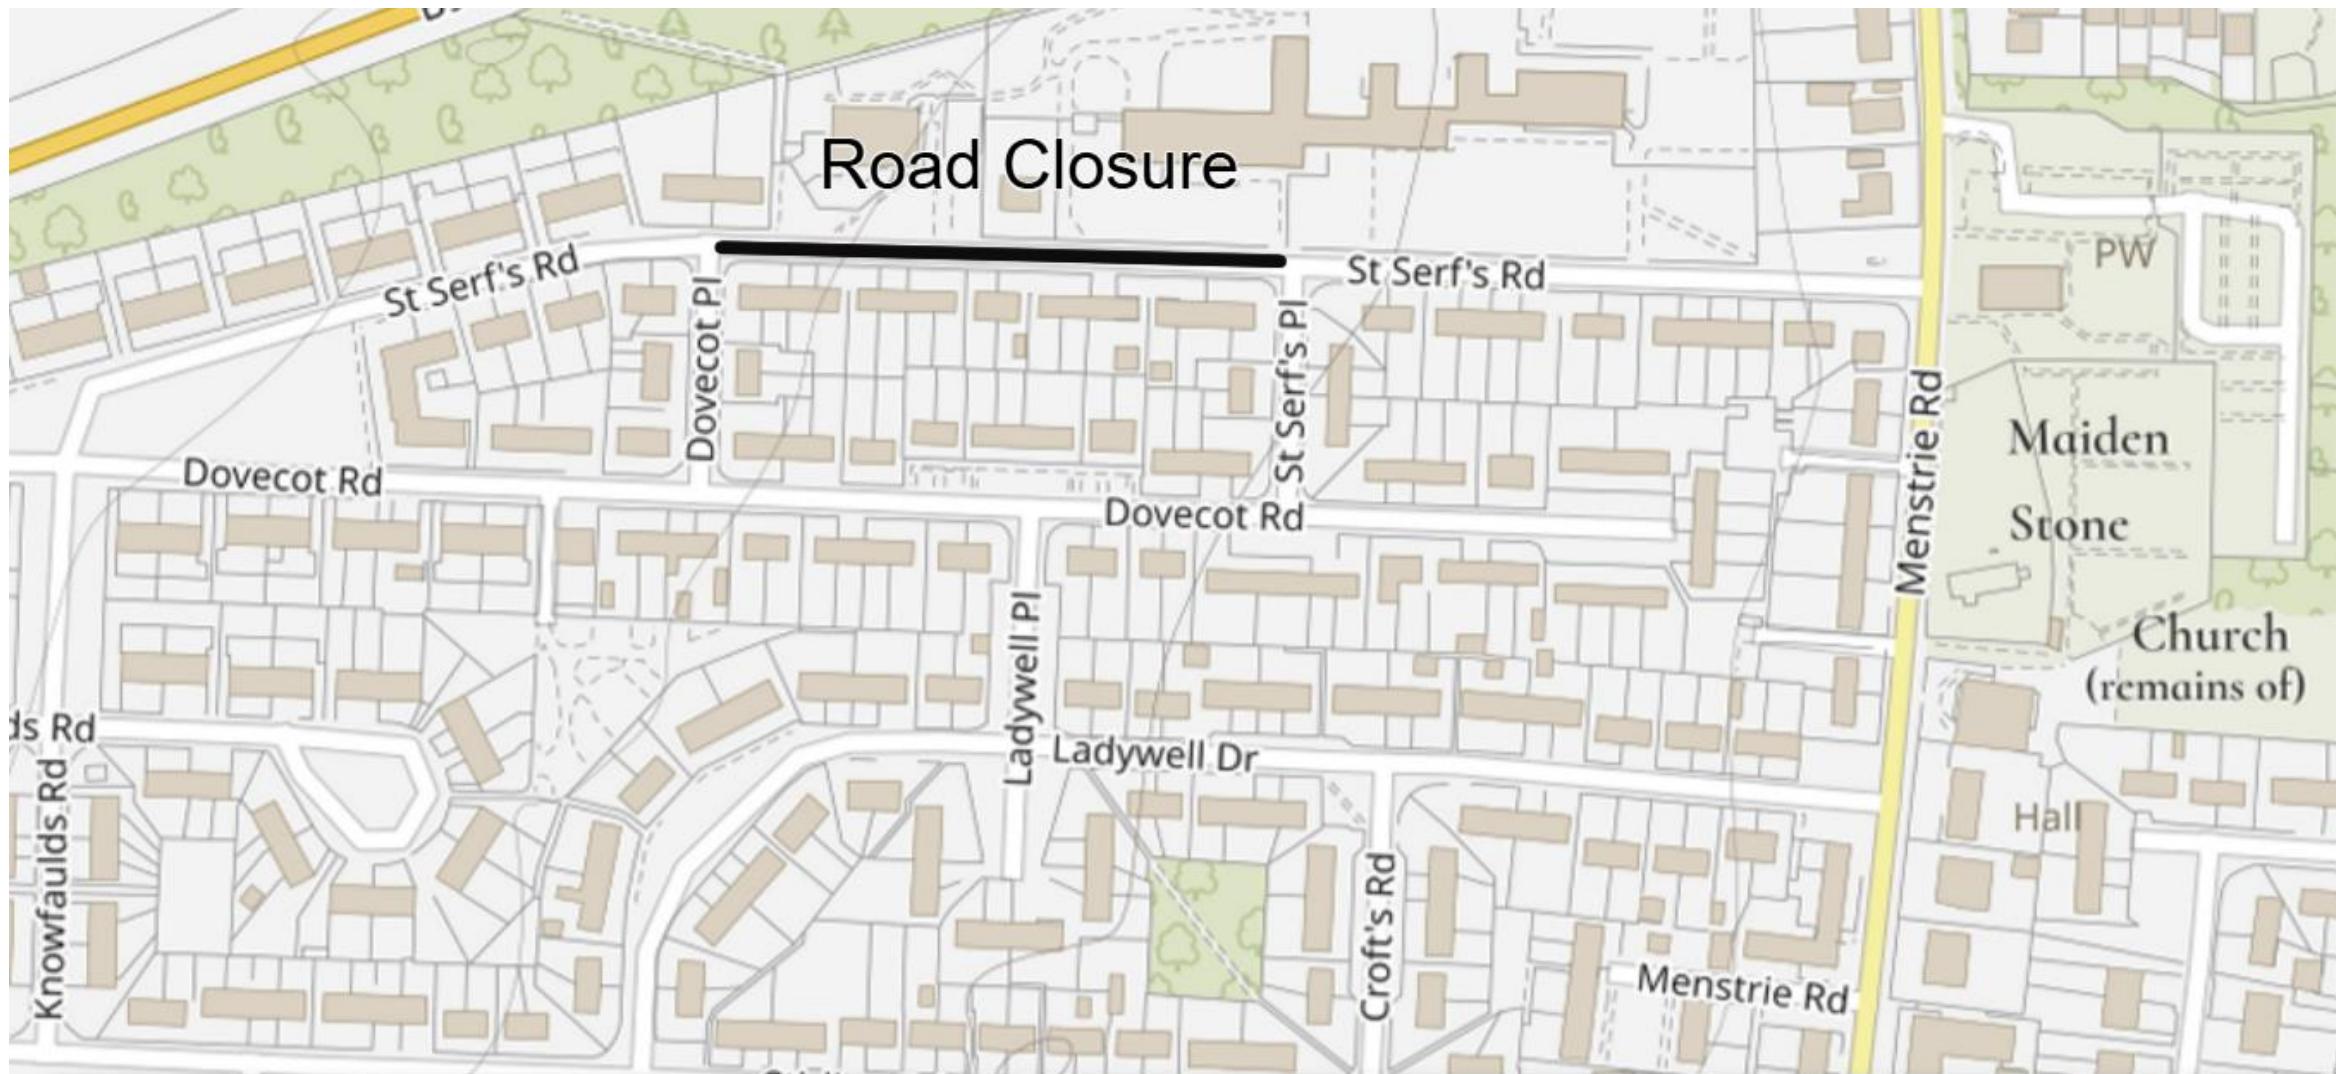 Road Closure
St Serf's Rd
St Serf's Rd
PW
Dovecot Pl
St Serf's Pl
Menstrie Rd
Maiden
Stone
Dovecot Rd
Dovecot Rd
Church
(remains of)
Ladywell Pl
ds Rd
Ladywell Dr
Hall
Knowfaulds Rd
Croft's Rd
Menstrie Rd